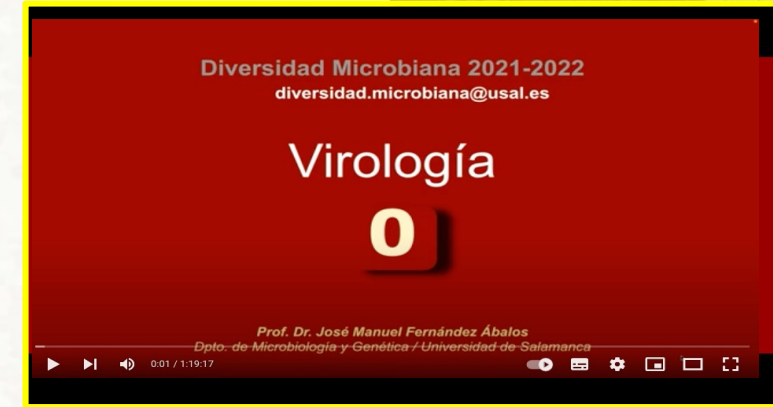 Diversidad Microbiana 2021-2022
diversidad.microbiana@usal.es
Virología
0
Prof. Dr. José Manuel Fernández Ábalos
Dpto. de Microbiología y Genética / Universidad de Salamanca
0:01 / 1:19:17